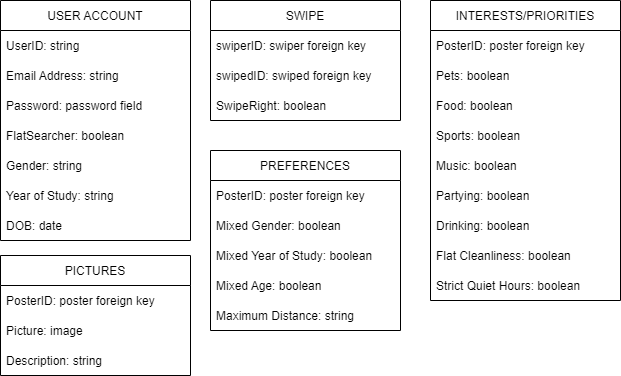 USER ACCOUNT
UserID: string
Email Address: string
Password: password field
FlatSearcher: boolean
Gender: string
Year of Study: string
DOB: date
PICTURES
PosterID: poster foreign key
Picture: image
Description: string
SWIPE
swiperID: swiper foreign key
swipedID: swiped foreign key
SwipeRight: boolean
PREFERENCES
PosterID: poster foreign key
Mixed Gender: boolean
Mixed Year of Study: boolean
Mixed Age: boolean
Maximum Distance: string
INTERESTS/PRIORITIES
PosterID: poster foreign key
Pets: boolean
Food: boolean
Sports: boolean
Music: boolean
Partying: boolean
Drinking: boolean
Flat Cleanliness: boolean
Strict Quiet Hours: boolean